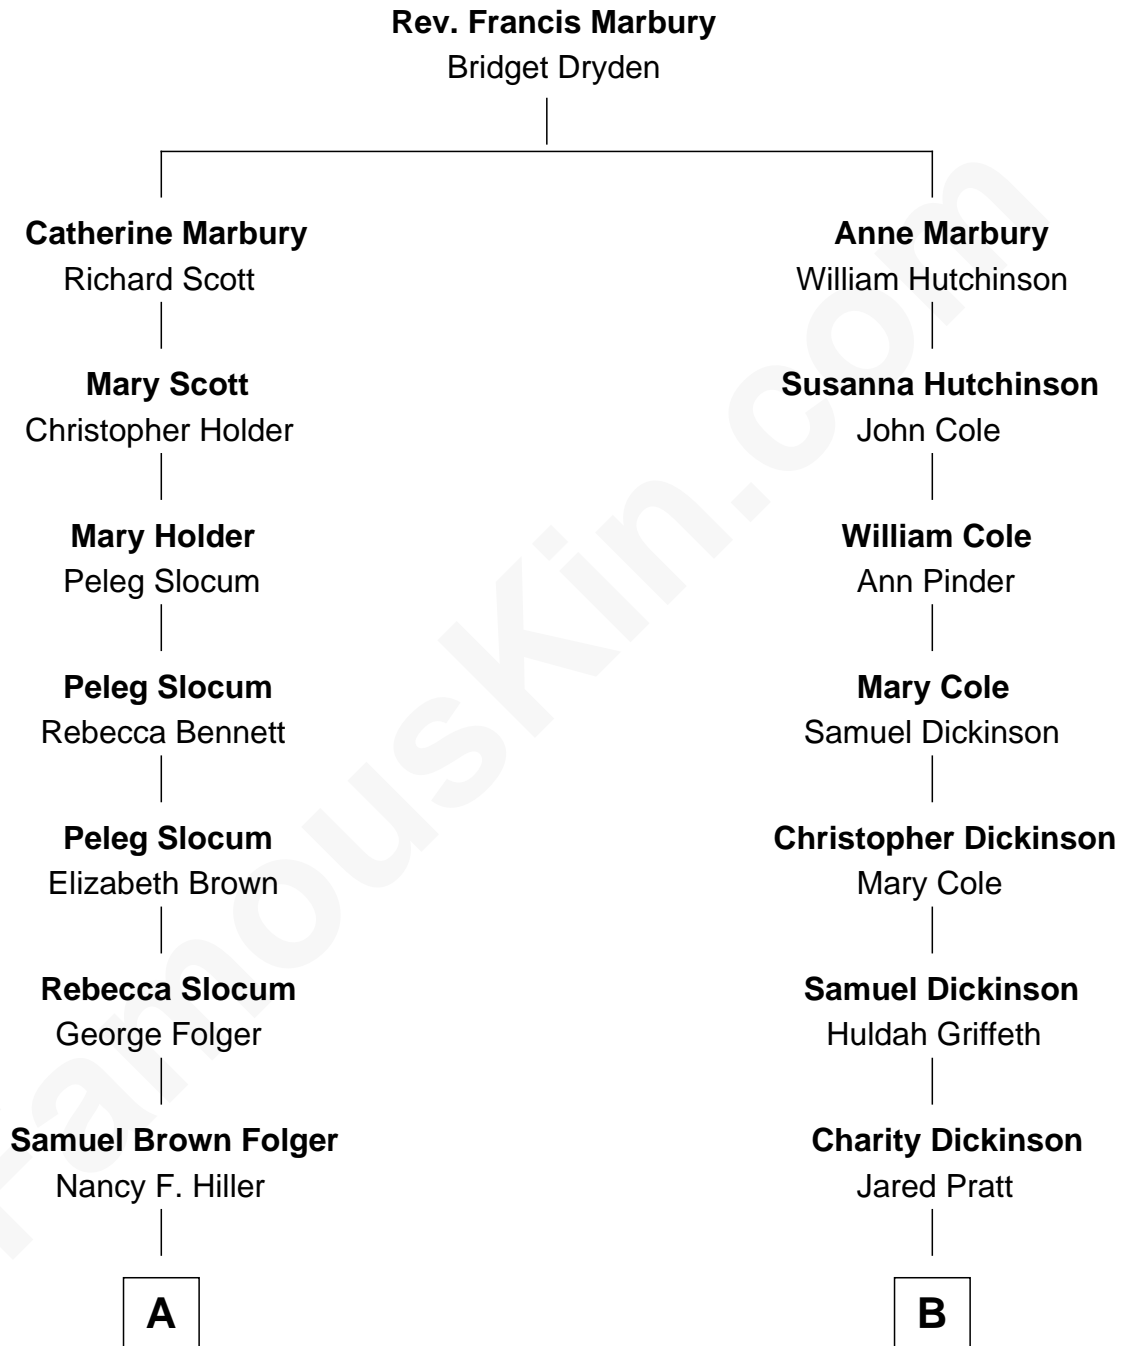 Rev. Francis Marbury
Bridget Dryden
Catherine Marbury
Richard Scott
Anne Marbury
William Hutchinson
Mary Scott
Christopher Holder
Susanna Hutchinson
John Cole
Mary Holder
Peleg Slocum
William Cole
Ann Pinder
Peleg Slocum
Rebecca Bennett
Mary Cole
Samuel Dickinson
Peleg Slocum
Elizabeth Brown
Christopher Dickinson
Mary Cole
Rebecca Slocum
George Folger
Samuel Dickinson
Huldah Griffeth
Samuel Brown Folger
Nancy F. Hiller
Charity Dickinson
Jared Pratt
A
B
FamousKin.com